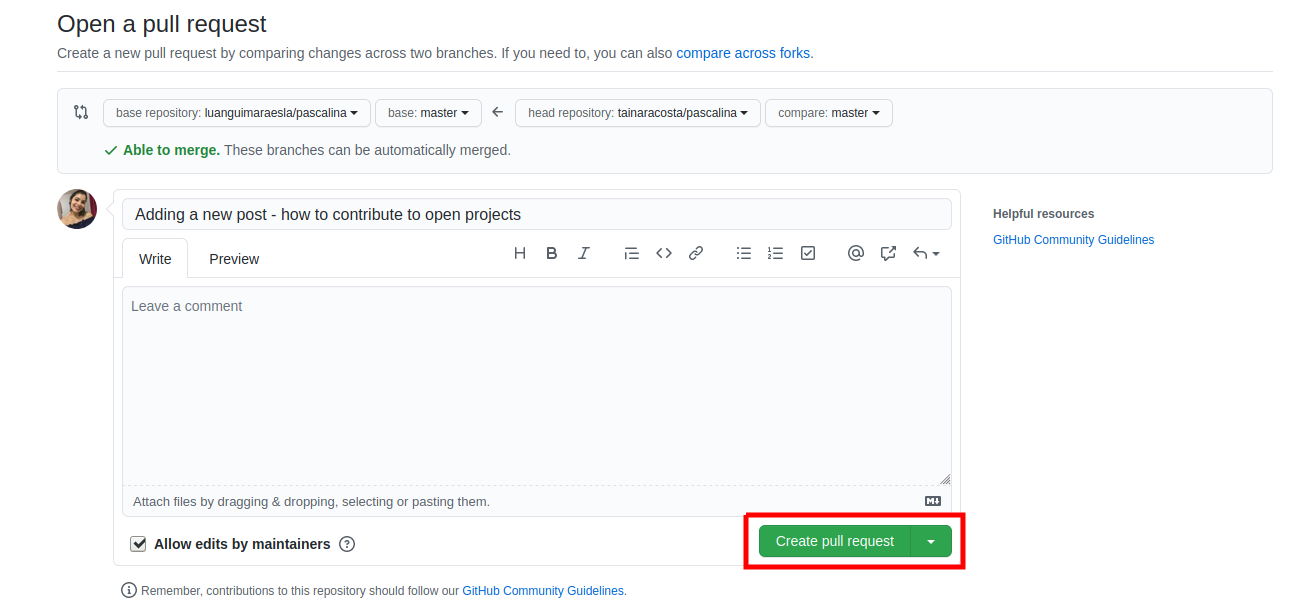 Open a pull request
Create a new pull request by comparing changes across two branches. If you need to, you can also compare across forks.
base repository: luanguimaraesla/pascalina base: master head repository: tainaracosta/pascalina compare: master
Able to merge. These branches can be automatically merged.
Adding a new post - how to contribute to open projects
Helpful resources
Write Preview
GitHub Community Guidelines
Leave a comment
Attach files by dragging & dropping, selecting or pasting them.
Allow edits by maintainers
Create pull request
Remember, contributions to this repository should follow our GitHub Community Guidelines.